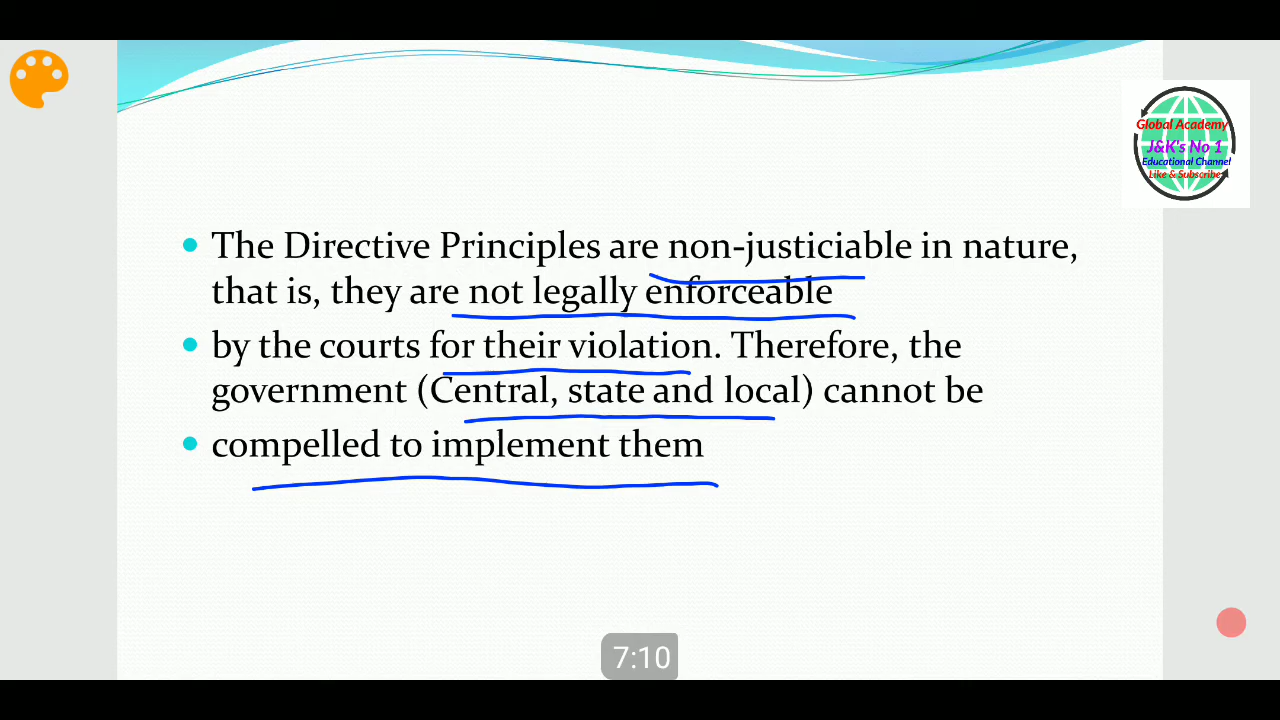 Global Academy
J&K's No 1
Educational Channel
Like & Subscribe
The Directive Principles are non-justiciable in nature,
that is, they are not legally enforceable
by the courts for their violation. Therefore, the
government (Central, state and local) cannot be
compelled to implement them
7:10